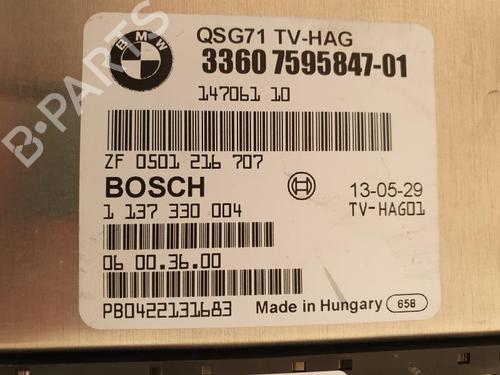 BMW
QSG71 TV-HAG
3360 7595847-01
147061 10
ZF 0501 216 707
BOSCH
13-05-29
1 137 330 004
TV-HAG01
06 00.36.00
PB0422131683
Made in Hungary
658
B-PARTS